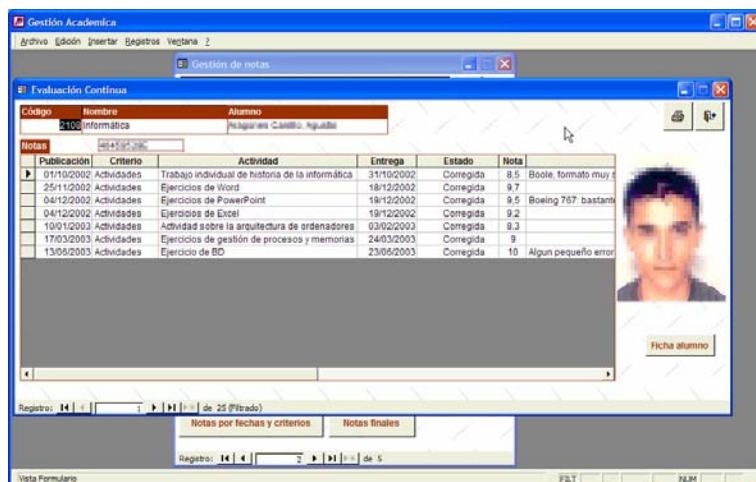 Gestión Academica
Archivo Edición Insertar Registros Ventana ?
Gestión de notas
Evaluación Continua
Código Nombre Alumno
2108 Informática
Notas
Publicación Criterio Actividad Entrega Estado Nota
01/10/2002 Actividades Trabajo individual de historia de la informática 31/10/2002 Corregida 8,5 Boole, formato muy
25/11/2002 Actividades Ejercicios de Word 18/12/2002 Corregida 9,7
04/12/2002 Actividades Ejercicios de PowerPoint 19/12/2002 Corregida 9,5 Boeing 767: bastant
04/12/2002 Actividades Ejercicios de Excel 19/12/2002 Corregida 9,2
10/01/2003 Actividades Actividad sobre la arquitectura de ordenadores 03/02/2003 Corregida 8,3
17/03/2003 Actividades Ejercicios de gestión de procesos y memorias 24/03/2003 Corregida 9
13/06/2003 Actividades Ejercicio de BD 23/06/2003 Corregida 10 Algun pequeño error
Ficha alumno
Registro: 1 de 25 (Filtrado)
Notas por fechas y criterios Notas finales
Registro: 2 de 5
Vista Formulario FILT NUM